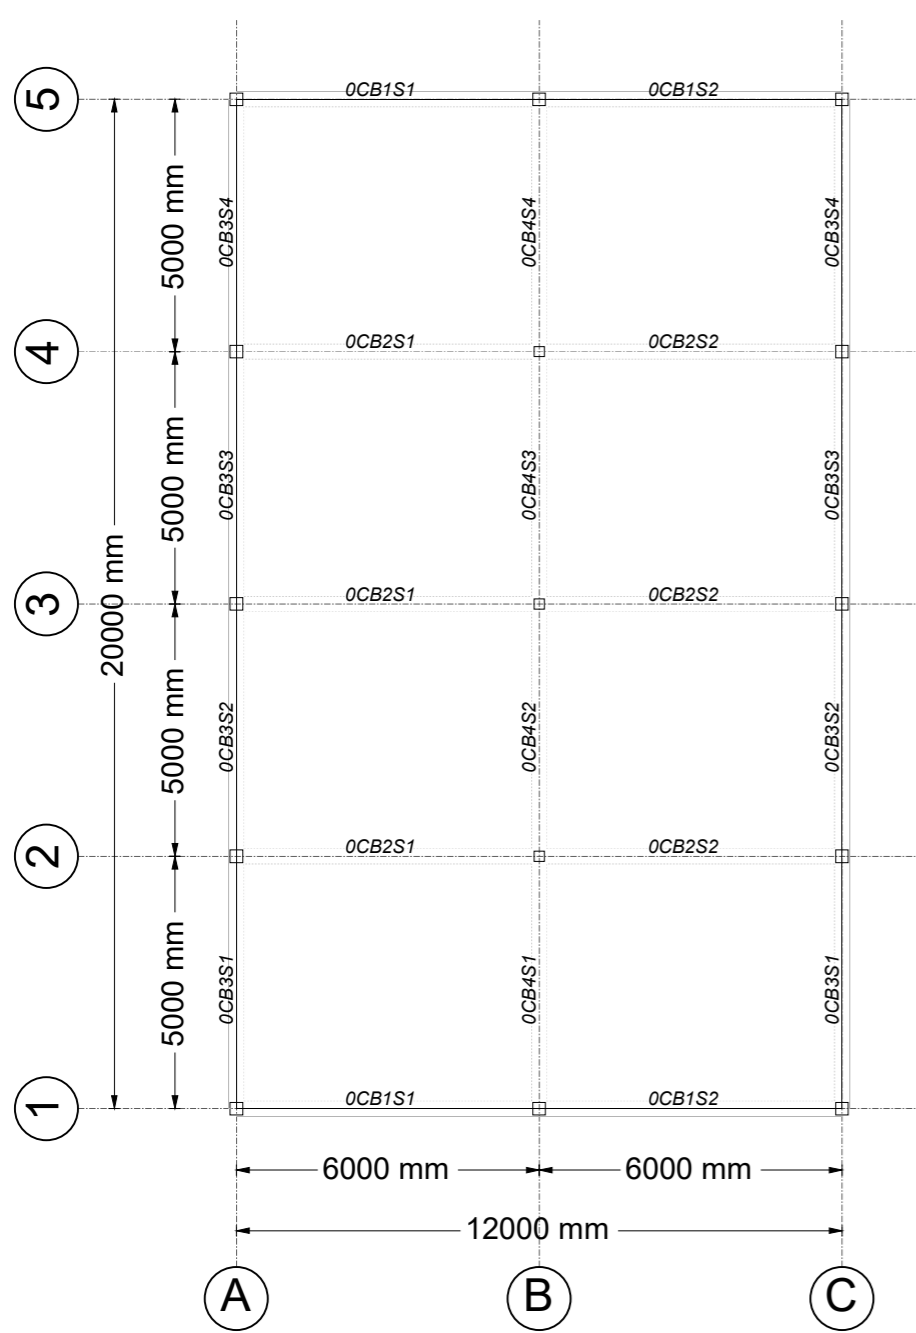 5
0CB1S1 0CB1S2
0CB3S4 5000 mm 0CB4S4 0CB3S4
4
0CB2S1 0CB2S2
0CB3S3 5000 mm 0CB4S3 0CB3S3
3
0CB2S1 0CB2S2
20000 mm
0CB3S2 5000 mm 0CB4S2 0CB3S2
2
0CB2S1 0CB2S2
0CB3S1 5000 mm 0CB4S1 0CB3S1
1
0CB1S1 0CB1S2
6000 mm 6000 mm
12000 mm
A B C